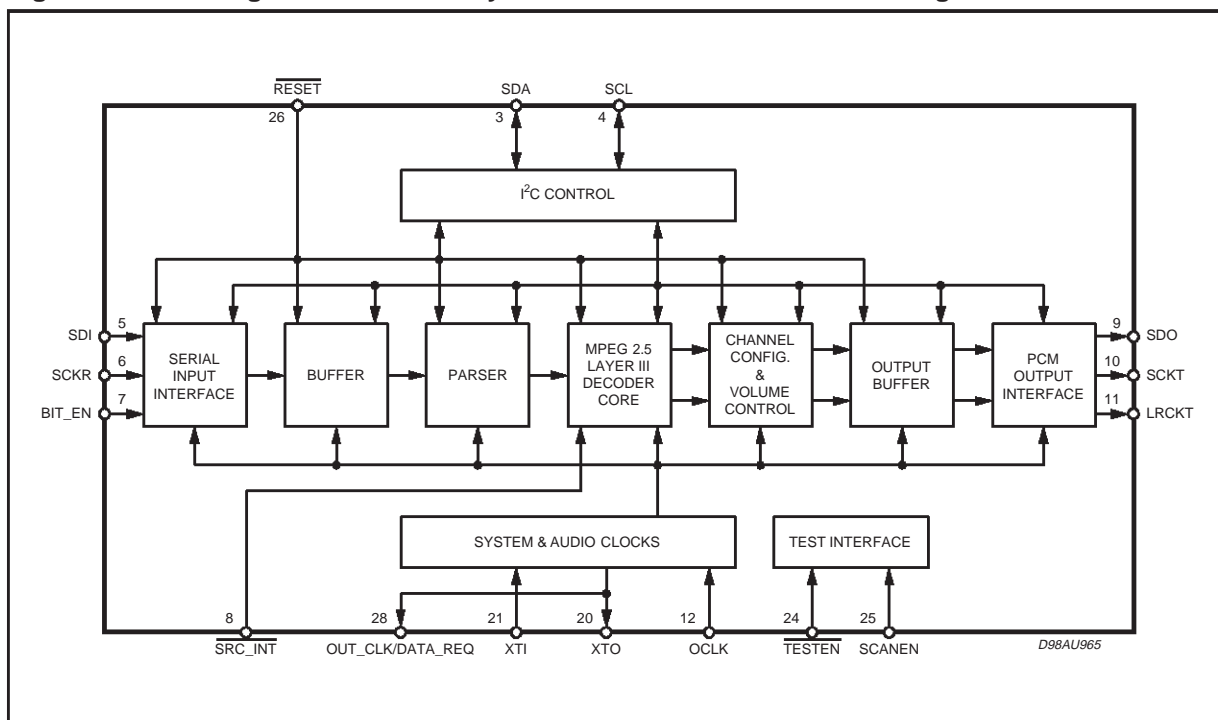 RESET
SDA
SCL
26
3
4
I²C CONTROL
SDI
5
SCKR
6
BIT_EN
7
SERIAL
INPUT
INTERFACE
BUFFER
PARSER
MPEG 2.5
LAYER III
DECODER
CORE
CHANNEL
CONFIG.
&
VOLUME
CONTROL
OUTPUT
BUFFER
PCM
OUTPUT
INTERFACE
9
SDO
10
SCKT
11
LRCKT
SYSTEM & AUDIO CLOCKS
TEST INTERFACE
8
28
21
20
12
24
25
SRC_INT
OUT_CLK/DATA_REQ
XTI
XTO
OCLK
TESTEN
SCANEN
D98AU965